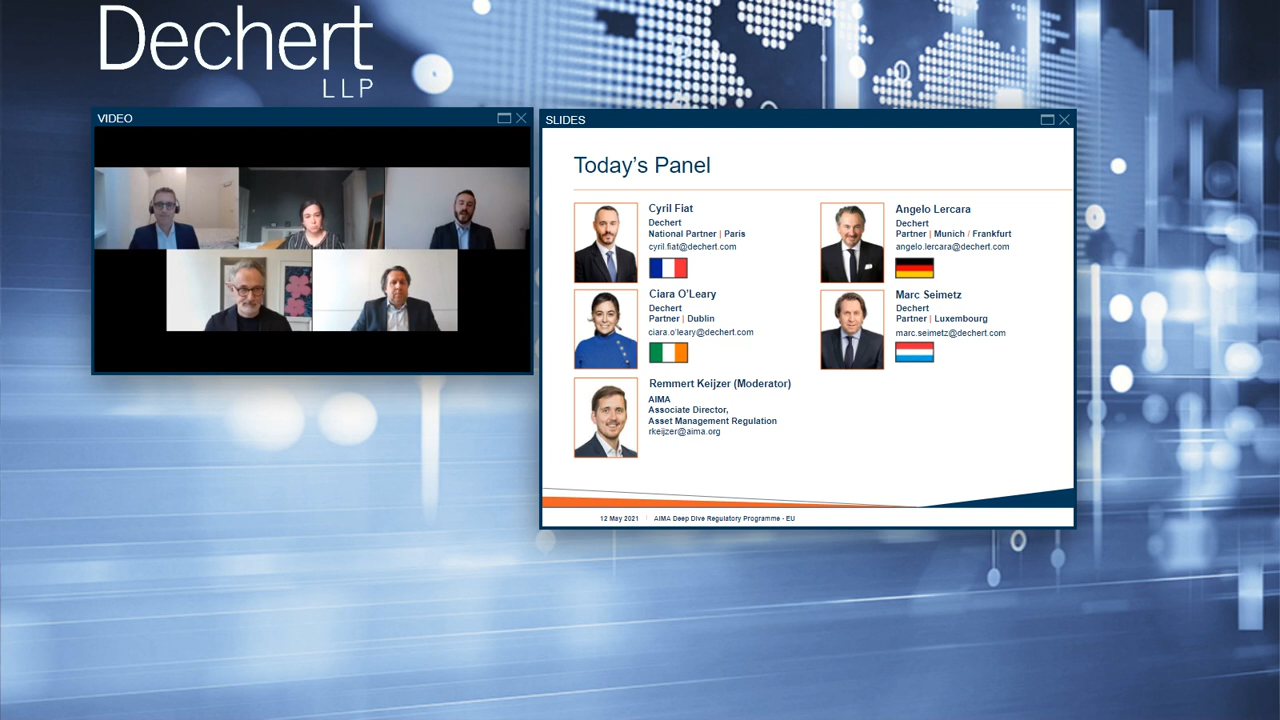 Dechert
LLP
VIDEO
SLIDES
Today's Panel
Cyril Fiat
Dechert
National Partner | Paris
cyril.fiat@dechert.com
Angelo Lercara
Dechert
Partner | Munich / Frankfurt
angelo.lercara@dechert.com
Ciara O'Leary
Dechert
Partner | Dublin
ciara.o'leary@dechert.com
Marc Seimetz
Dechert
Partner | Luxembourg
marc.seimetz@dechert.com
Remmert Keijzer (Moderator)
AIMA
Associate Director,
Asset Management Regulation
rkeijzer@aima.org
12 May 2021 | AIMA Deep Dive Regulatory Programme - EU